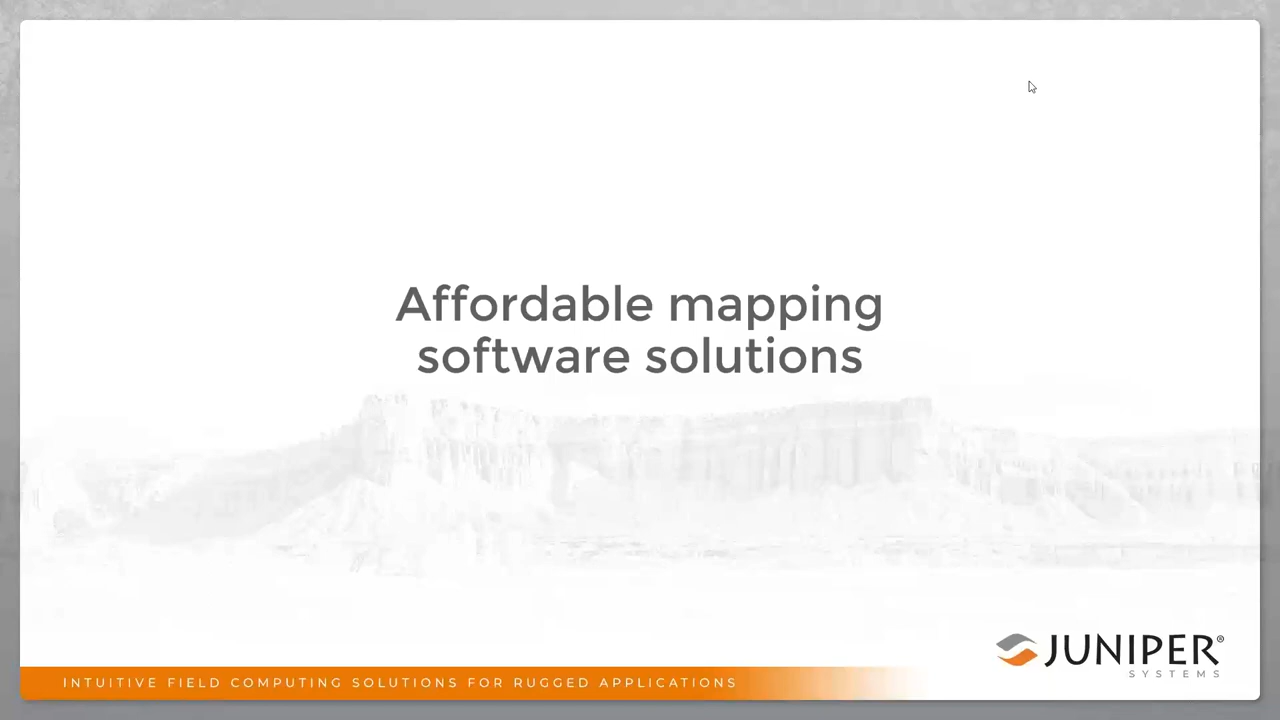 Affordable mapping
software solutions
JUNIPER®
SYSTEMS
INTUITIVE FIELD COMPUTING SOLUTIONS FOR RUGGED APPLICATIONS